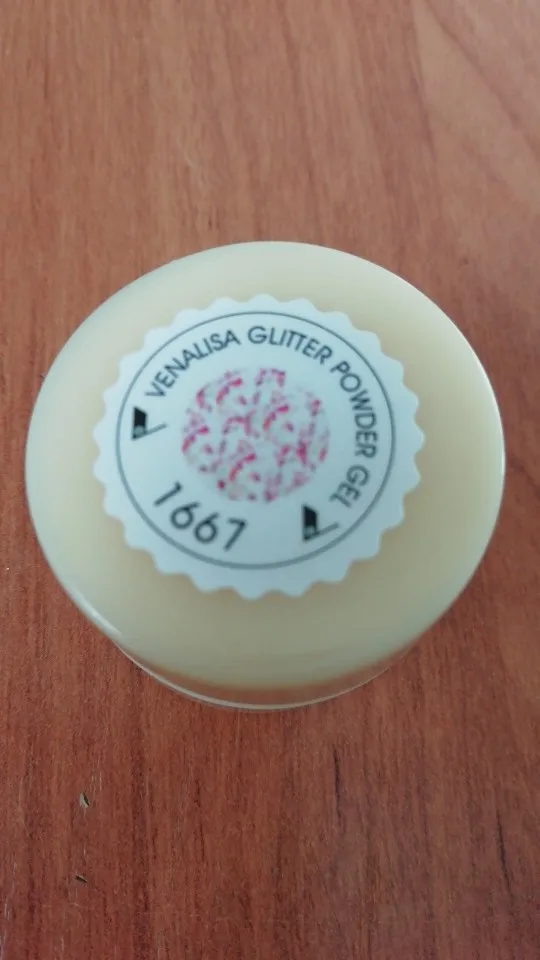 VENALISA GLITTER POWDER GEL
1667